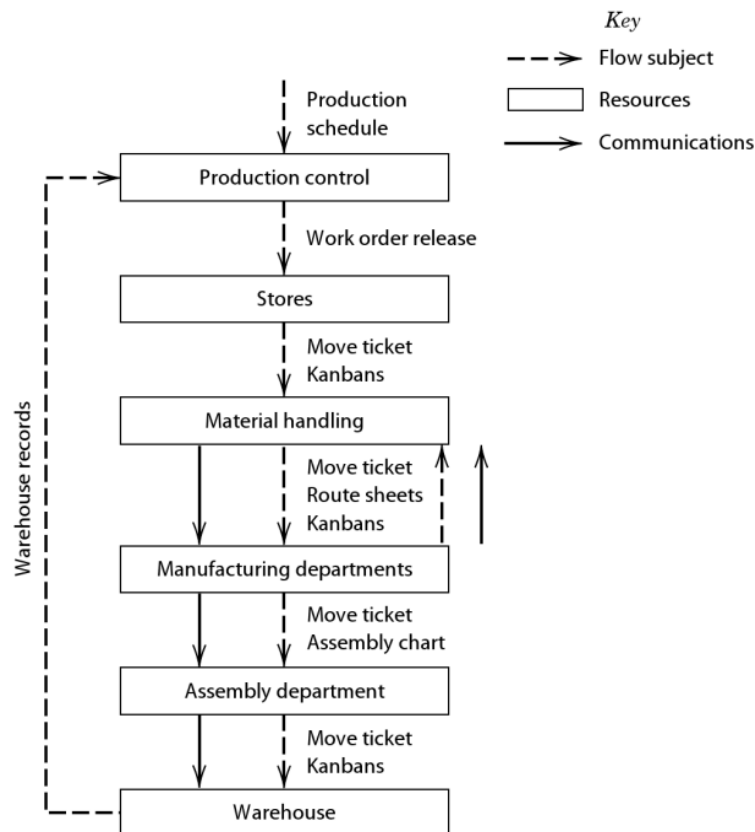 Key
Flow subject
Resources
Communications
Production
schedule
Production control
Work order release
Stores
Move ticket
Kanbans
Material handling
Move ticket
Route sheets
Kanbans
Manufacturing departments
Move ticket
Assembly chart
Assembly department
Move ticket
Kanbans
Warehouse
Warehouse records